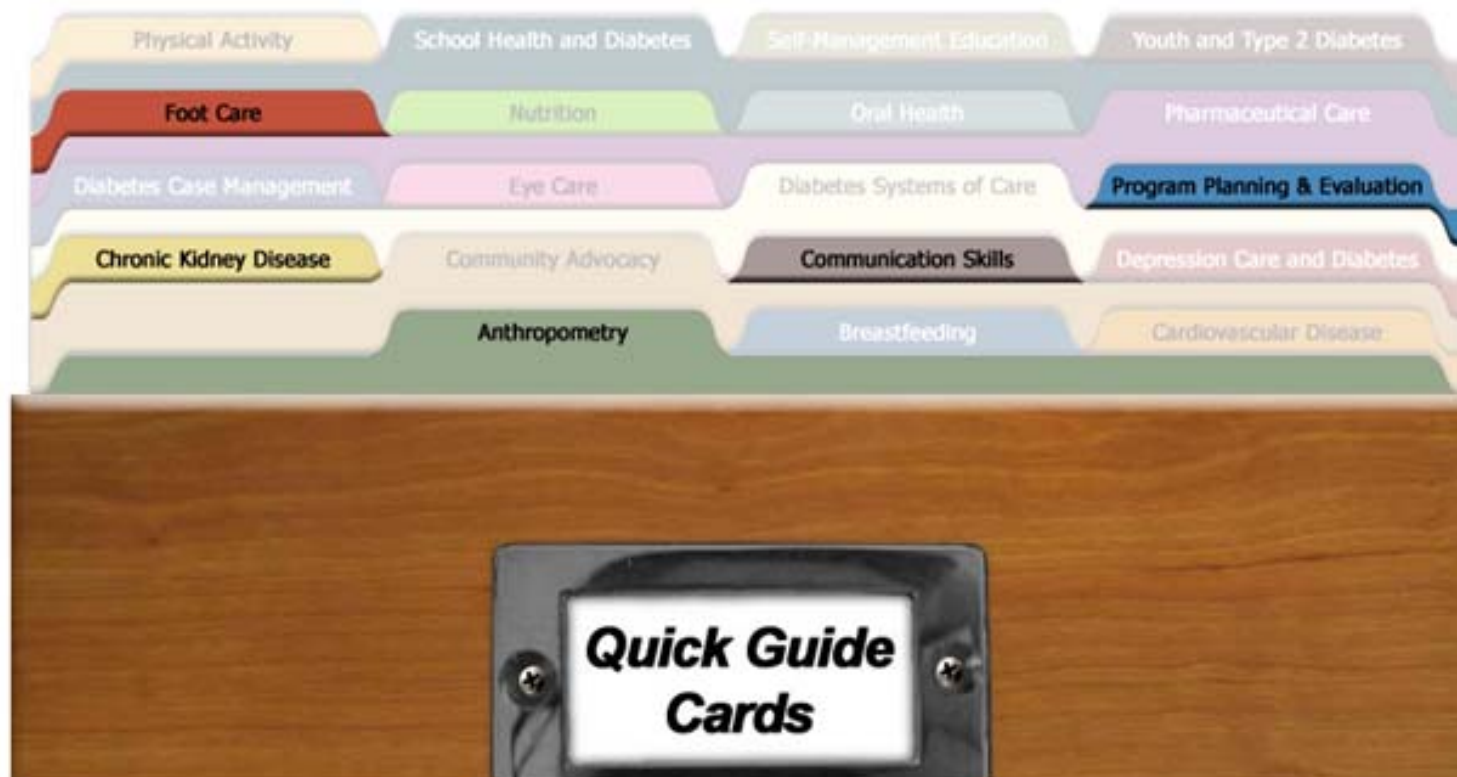 Physical Activity
School Health and Diabetes
Self-Management Education
Youth and Type 2 Diabetes
Foot Care
Nutrition
Oral Health
Pharmaceutical Care
Diabetes Case Management
Eye Care
Diabetes Systems of Care
Program Planning & Evaluation
Chronic Kidney Disease
Community Advocacy
Communication Skills
Depression Care and Diabetes
Anthropometry
Breastfeeding
Cardiovascular Disease
Quick Guide
Cards